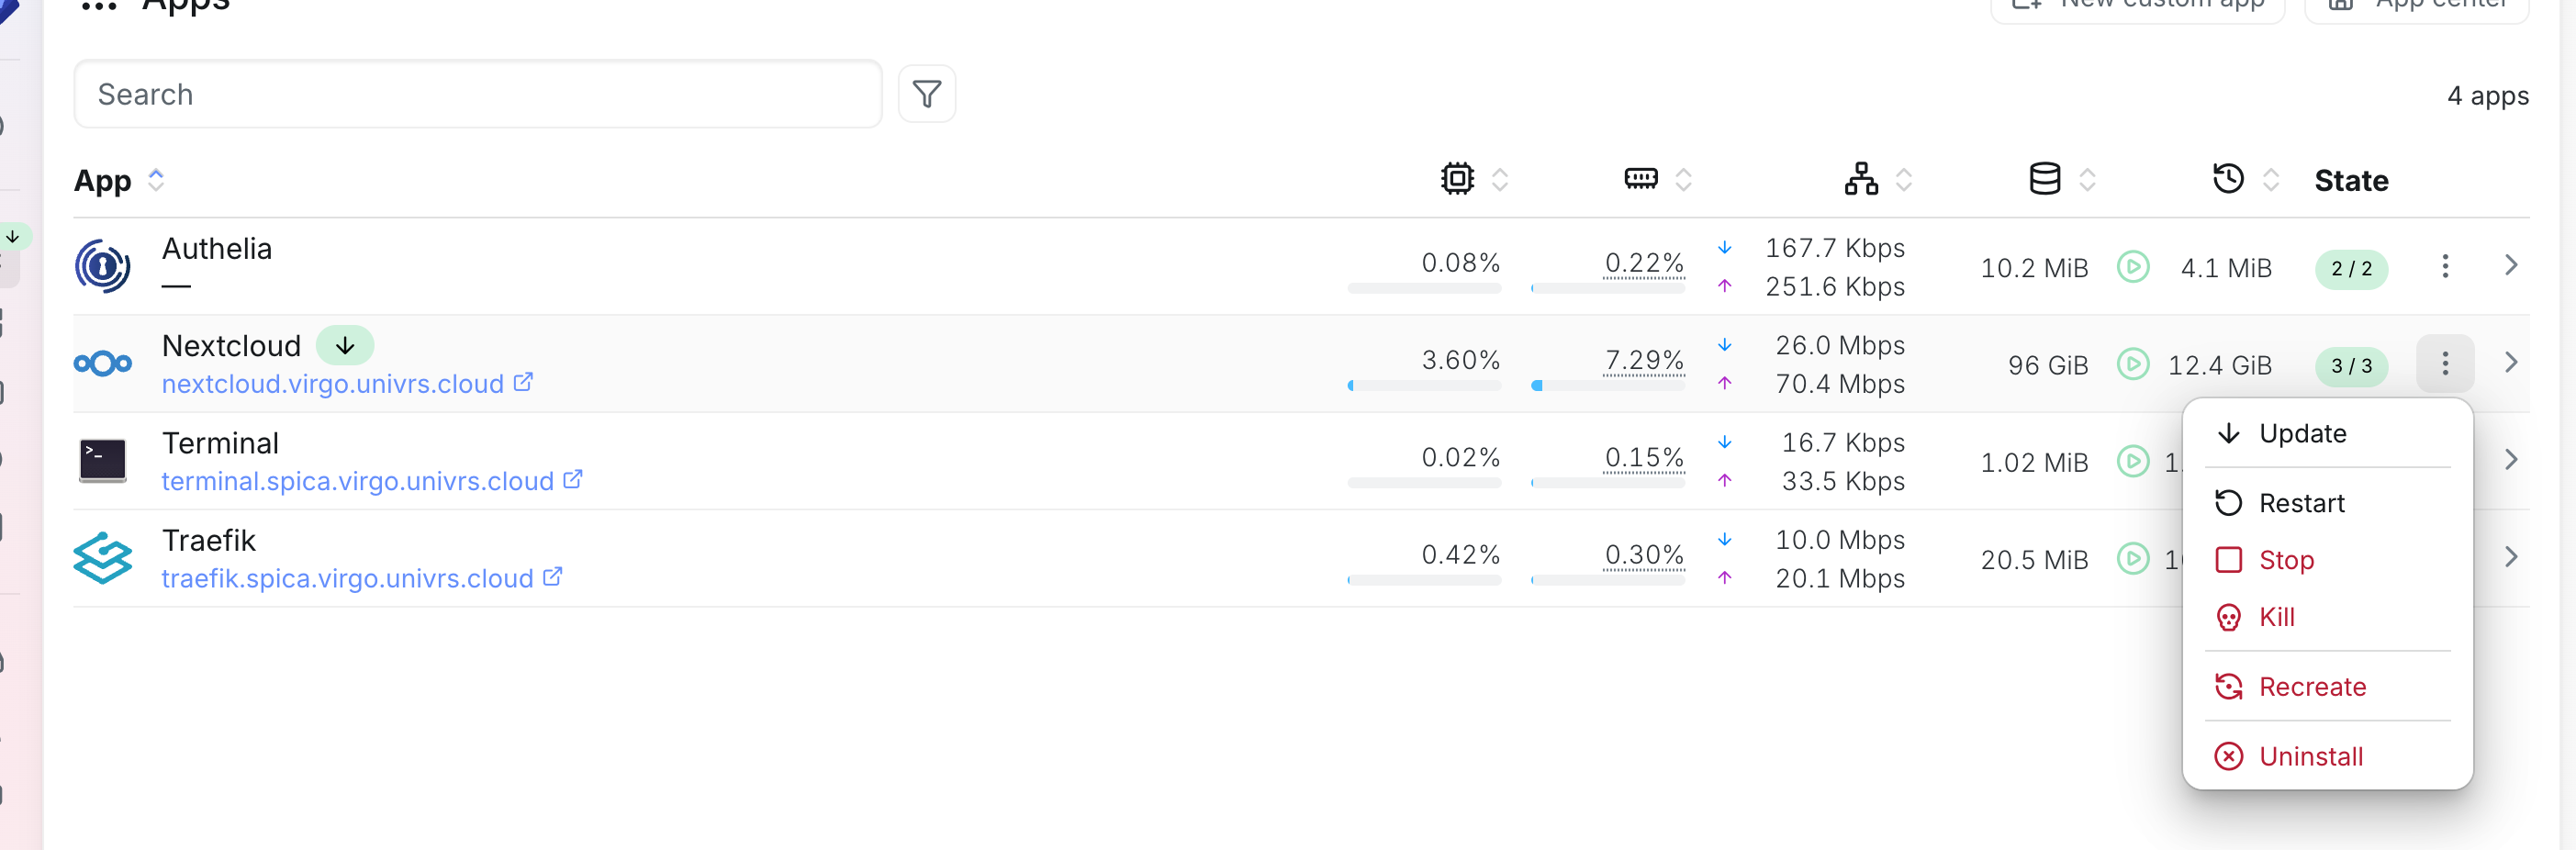 Apps
New custom app
App center
Search
4 apps
App
State
Authelia
—
0.08%
0.22%
167.7 Kbps
251.6 Kbps
10.2 MiB
4.1 MiB
2 / 2
Nextcloud
nextcloud.virgo.univrs.cloud
3.60%
7.29%
26.0 Mbps
70.4 Mbps
96 GiB
12.4 GiB
3 / 3
Terminal
terminal.spica.virgo.univrs.cloud
0.02%
0.15%
16.7 Kbps
33.5 Kbps
1.02 MiB
Traefik
traefik.spica.virgo.univrs.cloud
0.42%
0.30%
10.0 Mbps
20.1 Mbps
20.5 MiB
Update
Restart
Stop
Kill
Recreate
Uninstall